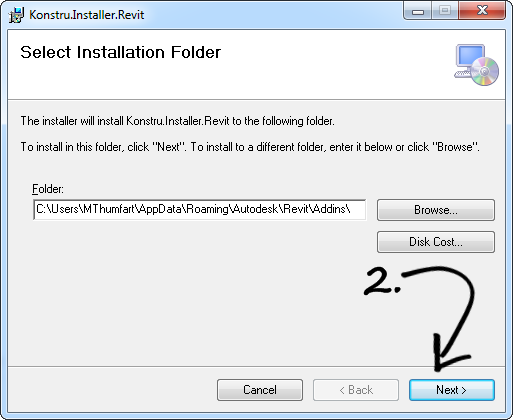 Konstru.Installer.Revit
Select Installation Folder
The installer will install Konstru.Installer.Revit to the following folder.
To install in this folder, click "Next". To install to a different folder, enter it below or click "Browse".
Folder:
C:\Users\MThumfart\AppData\Roaming\Autodesk\Revit\Addins\
Browse...
Disk Cost...
2.
Cancel
< Back
Next >